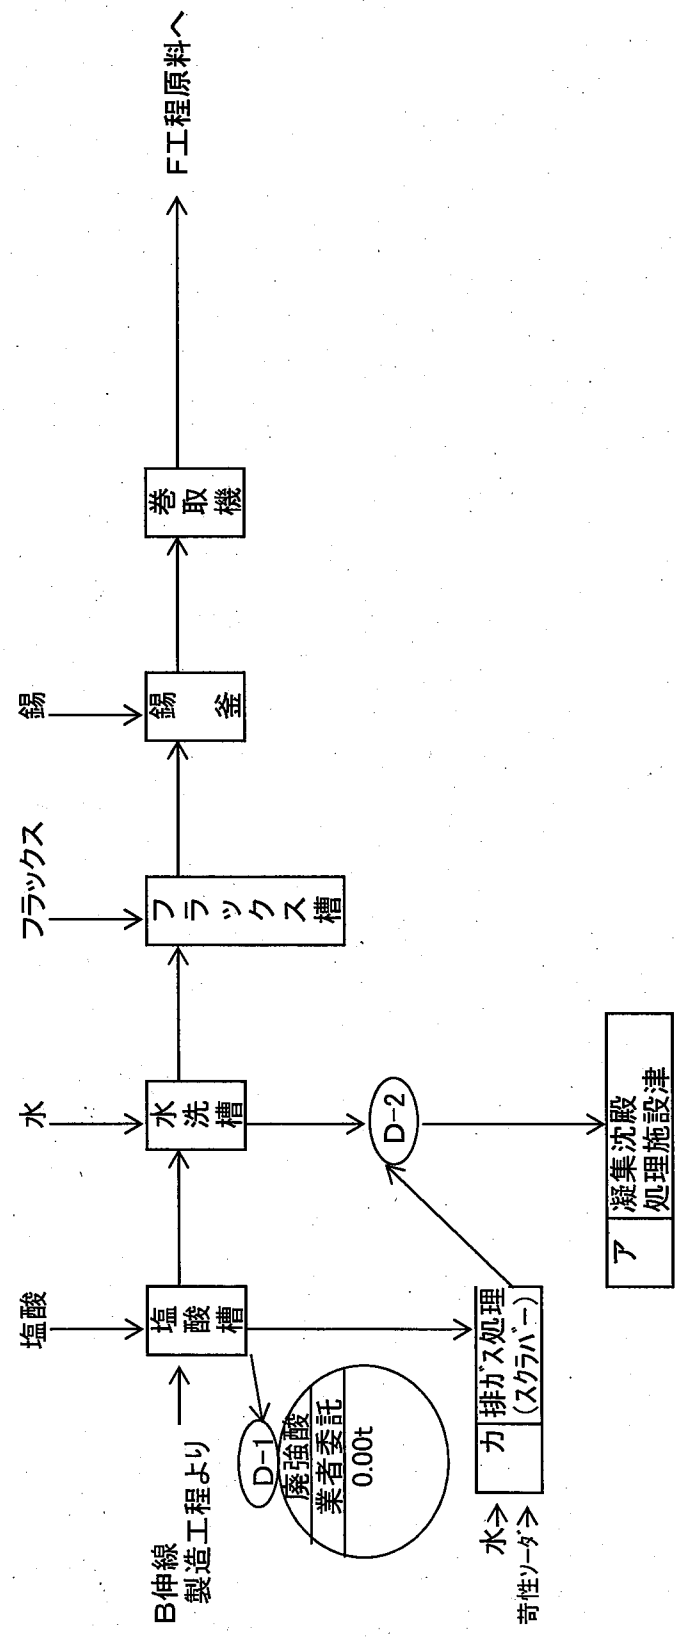 塩酸
水
フラックス
錫
B伸線
製造工程より
塩酸槽
水洗槽
フラックス槽
錫釜
巻取機
F工程原料へ
D-1
廃強酸
業者委託
0.00t
D-2
水
苛性ソーダ
カ
排ガス処理
(スクラバー)
ア
凝集沈殿
処理施設津